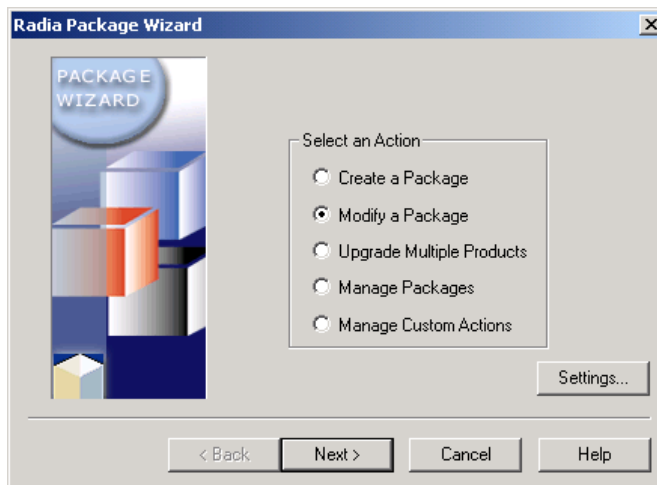 Radia Package Wizard
PACKAGE
WIZARD
Select an Action
Create a Package
Modify a Package
Upgrade Multiple Products
Manage Packages
Manage Custom Actions
Settings...
< Back
Next >
Cancel
Help